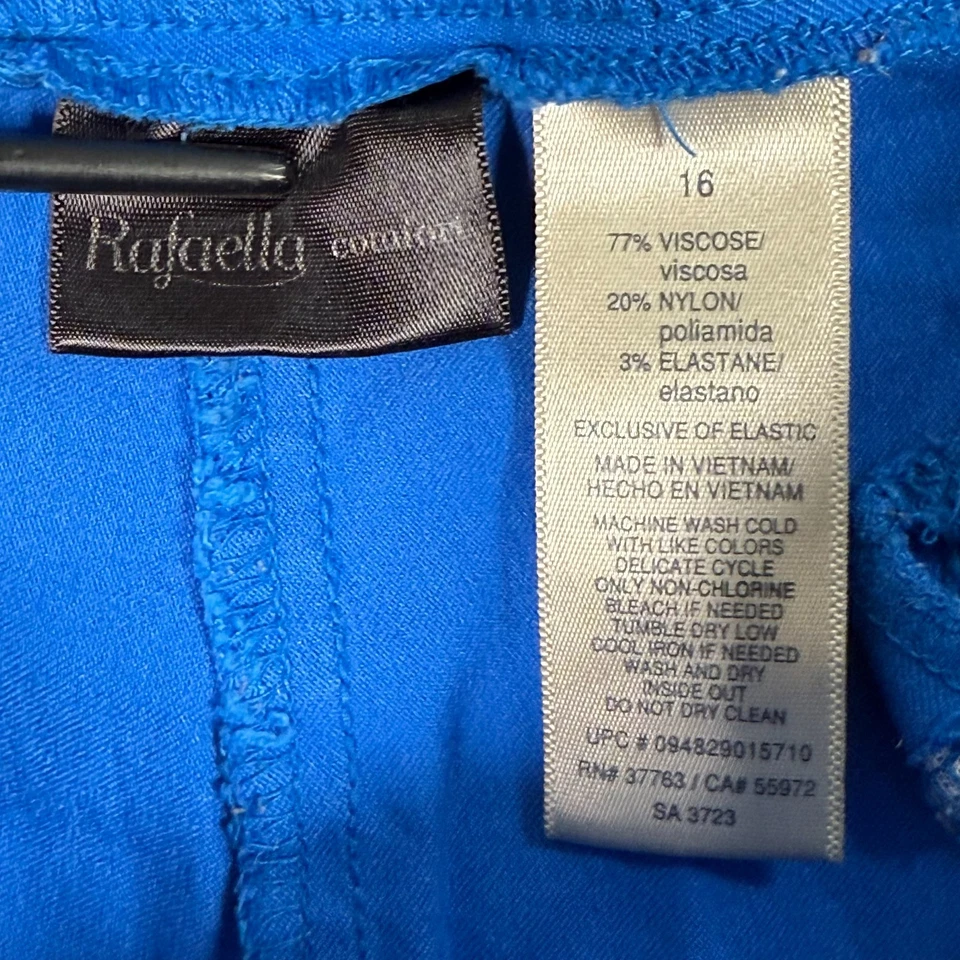 Rafaella comfort
16
77% VISCOSE/
viscosa
20% NYLON/
poliamida
3% ELASTANE/
elastano
EXCLUSIVE OF ELASTIC
MADE IN VIETNAM/
HECHO EN VIETNAM
MACHINE WASH COLD
WITH LIKE COLORS
DELICATE CYCLE
ONLY NON-CHLORINE
BLEACH IF NEEDED
TUMBLE DRY LOW
COOL IRON IF NEEDED
WASH AND DRY
INSIDE OUT
DO NOT DRY CLEAN
UPC # 094829015710
RN# 37763 / CA# 55972
SA 3723